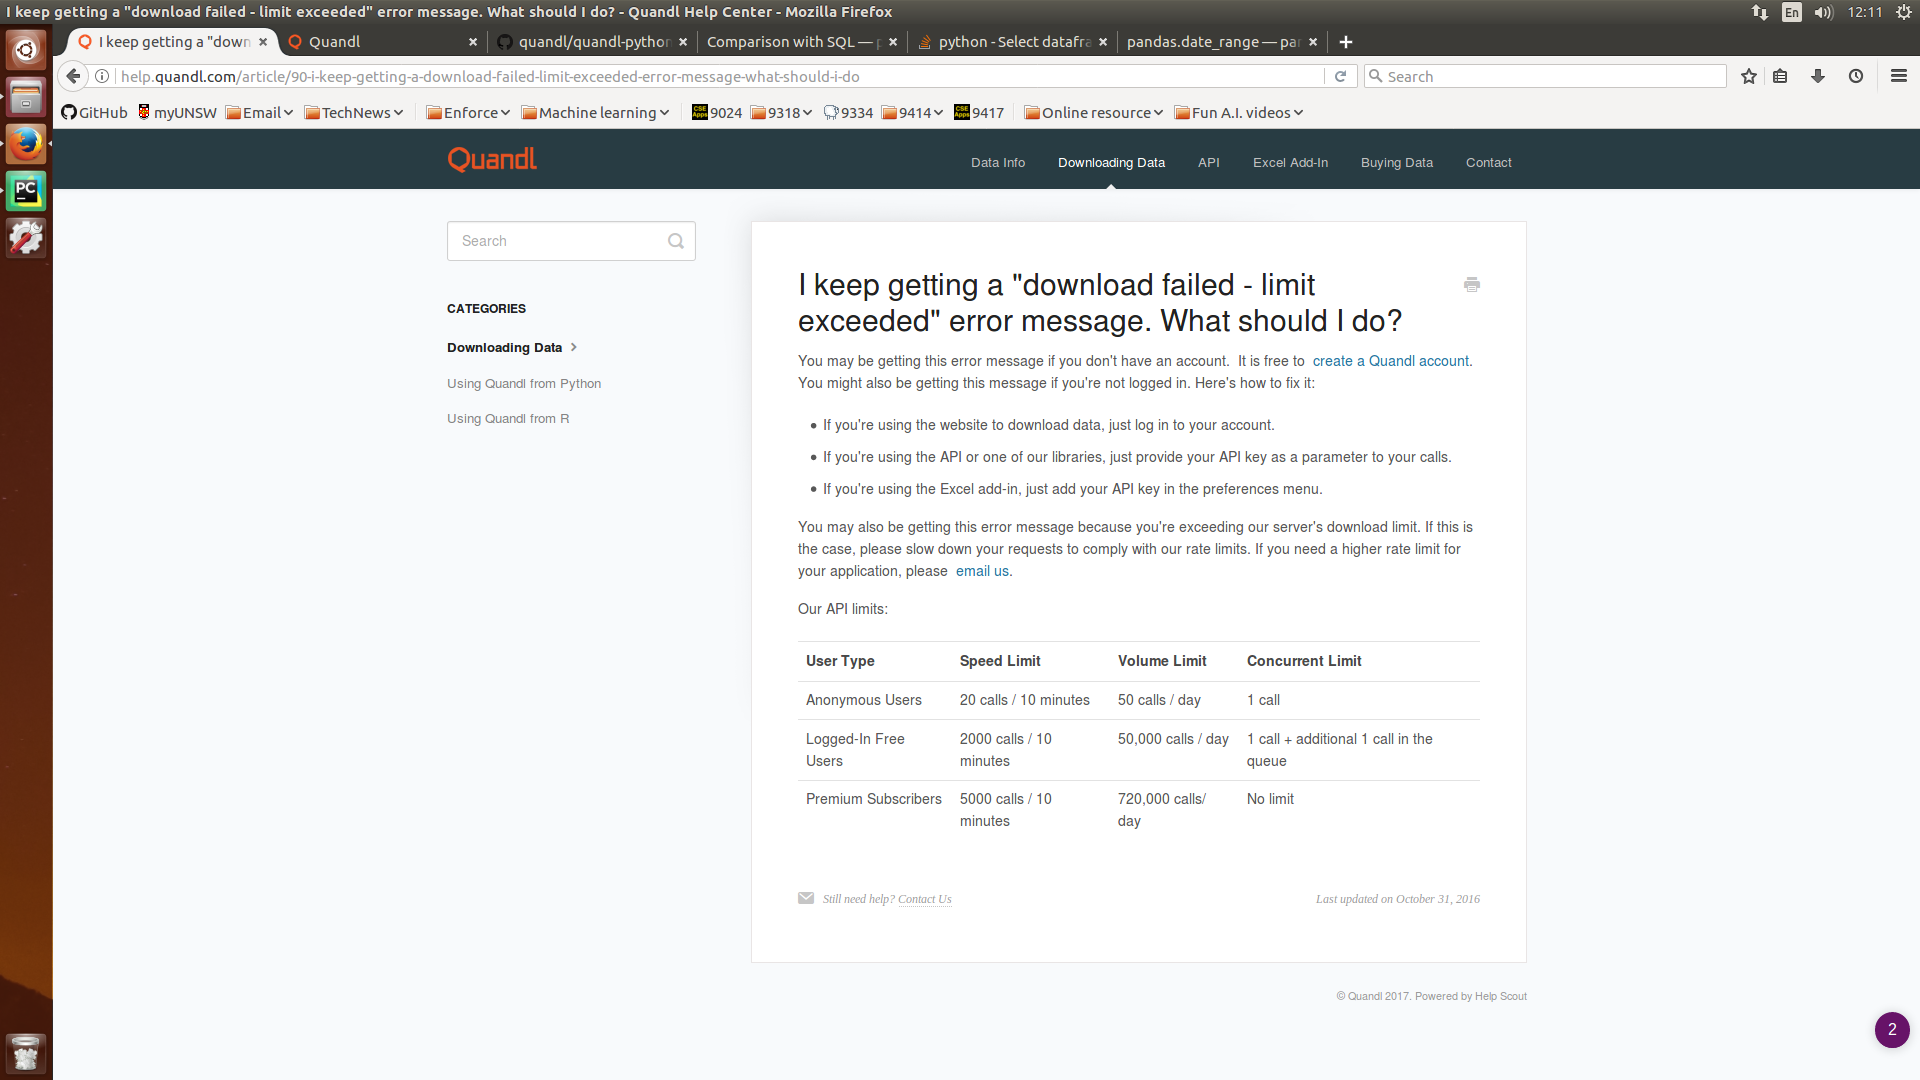 I keep getting a "download failed - limit exceeded" error message. What should I do? - Quandl Help Center - Mozilla Firefox
En 12:11
I keep getting a "down
Quandl
quandl/quandl-python
Comparison with SQL — p
python - Select datafra
pandas.date_range — pan
help.quandl.com/article/90-i-keep-getting-a-download-failed-limit-exceeded-error-message-what-should-i-do
Search
GitHub myUNSW Email TechNews Enforce Machine learning 9024 9318 9334 9414 9417 Online resource Fun A.I. videos
Quandl
Data Info Downloading Data API Excel Add-In Buying Data Contact
Search
CATEGORIES
Downloading Data
Using Quandl from Python
Using Quandl from R
I keep getting a "download failed - limit
exceeded" error message. What should I do?
You may be getting this error message if you don't have an account. It is free to create a Quandl account.
You might also be getting this message if you're not logged in. Here's how to fix it:
If you're using the website to download data, just log in to your account.
If you're using the API or one of our libraries, just provide your API key as a parameter to your calls.
If you're using the Excel add-in, just add your API key in the preferences menu.
You may also be getting this error message because you're exceeding our server's download limit. If this is
the case, please slow down your requests to comply with our rate limits. If you need a higher rate limit for
your application, please email us.
Our API limits:
User Type Speed Limit Volume Limit Concurrent Limit
Anonymous Users 20 calls / 10 minutes 50 calls / day 1 call
Logged-In Free 2000 calls / 10 50,000 calls / day 1 call + additional 1 call in the
Users minutes queue
Premium Subscribers 5000 calls / 10 720,000 calls/ No limit
minutes day
Still need help? Contact Us
Last updated on October 31, 2016
© Quandl 2017. Powered by Help Scout
2
PC